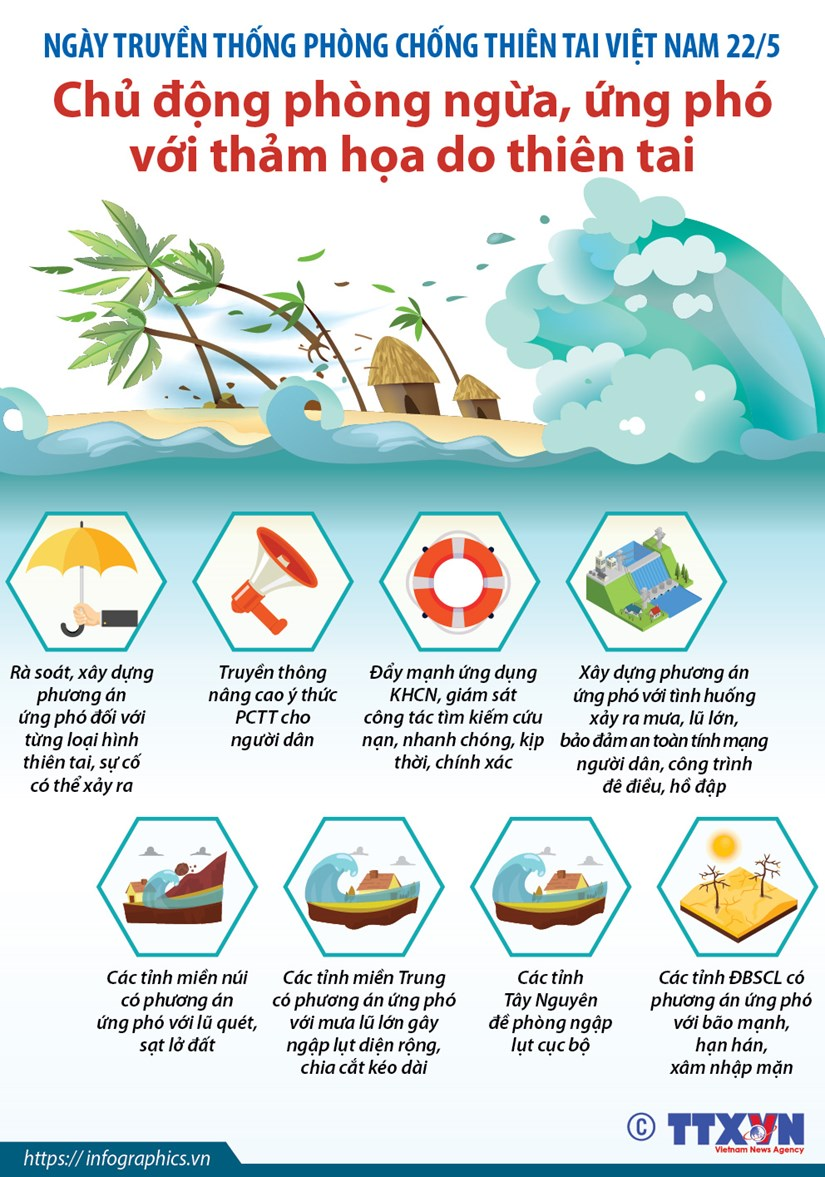 NGÀY TRUYỀN THỐNG PHÒNG CHỐNG THIÊN TAI VIỆT NAM 22/5
Chủ động phòng ngừa, ứng phó
với thảm họa do thiên tai
Rà soát, xây dựng
phương án
ứng phó đối với
từng loại hình
thiên tai, sự cố
có thể xảy ra
Truyền thông
nâng cao ý thức
PCTT cho
người dân
Đẩy mạnh ứng dụng
KHCN, giám sát
công tác tìm kiếm cứu
nạn, nhanh chóng, kịp
thời, chính xác
Xây dựng phương án
ứng phó với tình huống
xảy ra mưa, lũ lớn,
bảo đảm an toàn tính mạng
người dân, công trình
đê điều, hồ đập
Các tỉnh miền núi
có phương án
ứng phó với lũ quét,
sạt lở đất
Các tỉnh miền Trung
có phương án ứng phó
với mưa lũ lớn gây
ngập lụt diện rộng,
chia cắt kéo dài
Các tỉnh
Tây Nguyên
đề phòng ngập
lụt cục bộ
Các tỉnh ĐBSCL có
phương án ứng phó
với bão mạnh,
hạn hán,
xâm nhập mặn
© TTXVN
Vietnam News Agency
https:// infographics.vn